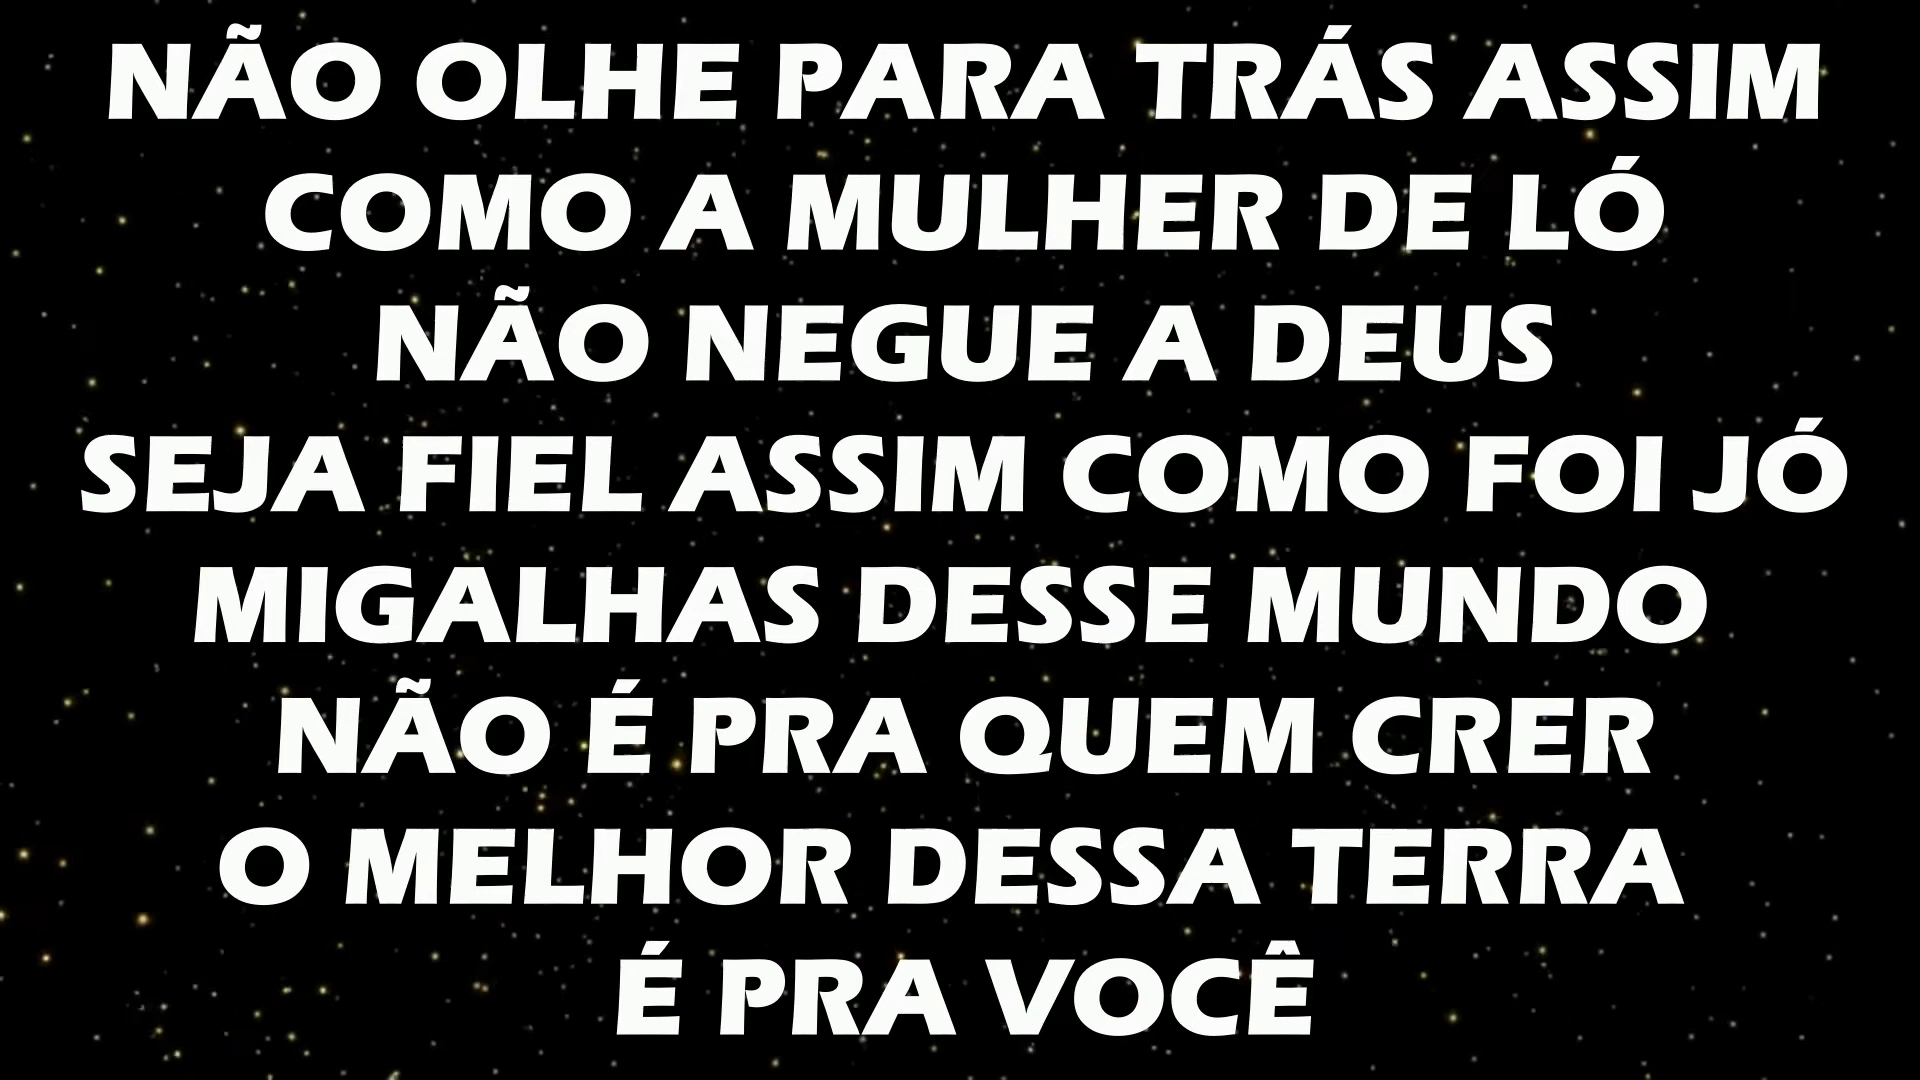 NÃO OLHE PARA TRÁS ASSIM
COMO A MULHER DE LÓ
NÃO NEGUE A DEUS
SEJA FIEL ASSIM COMO FOI JÓ
MIGALHAS DESSE MUNDO
NÃO É PRA QUEM CRER
O MELHOR DESSA TERRA
É PRA VOCÊ